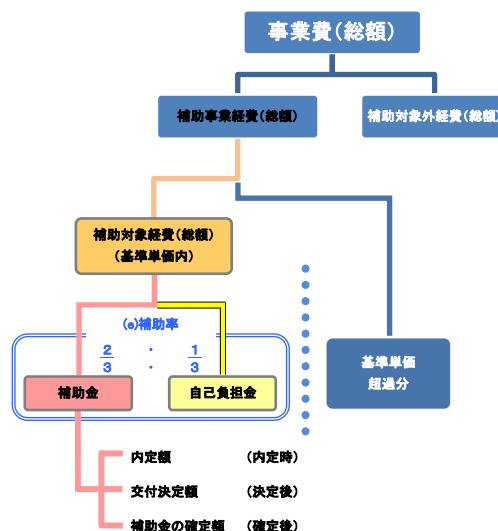 事業費（総額）
補助事業経費（総額）
補助対象外経費（総額）
補助対象経費（総額）
（基準単価内）
(e)補助率
2/3 : 1/3
補助金
自己負担金
基準単価
超過分
内定額 （内定時）
交付決定額 （決定後）
補助金の確定額 （確定後）